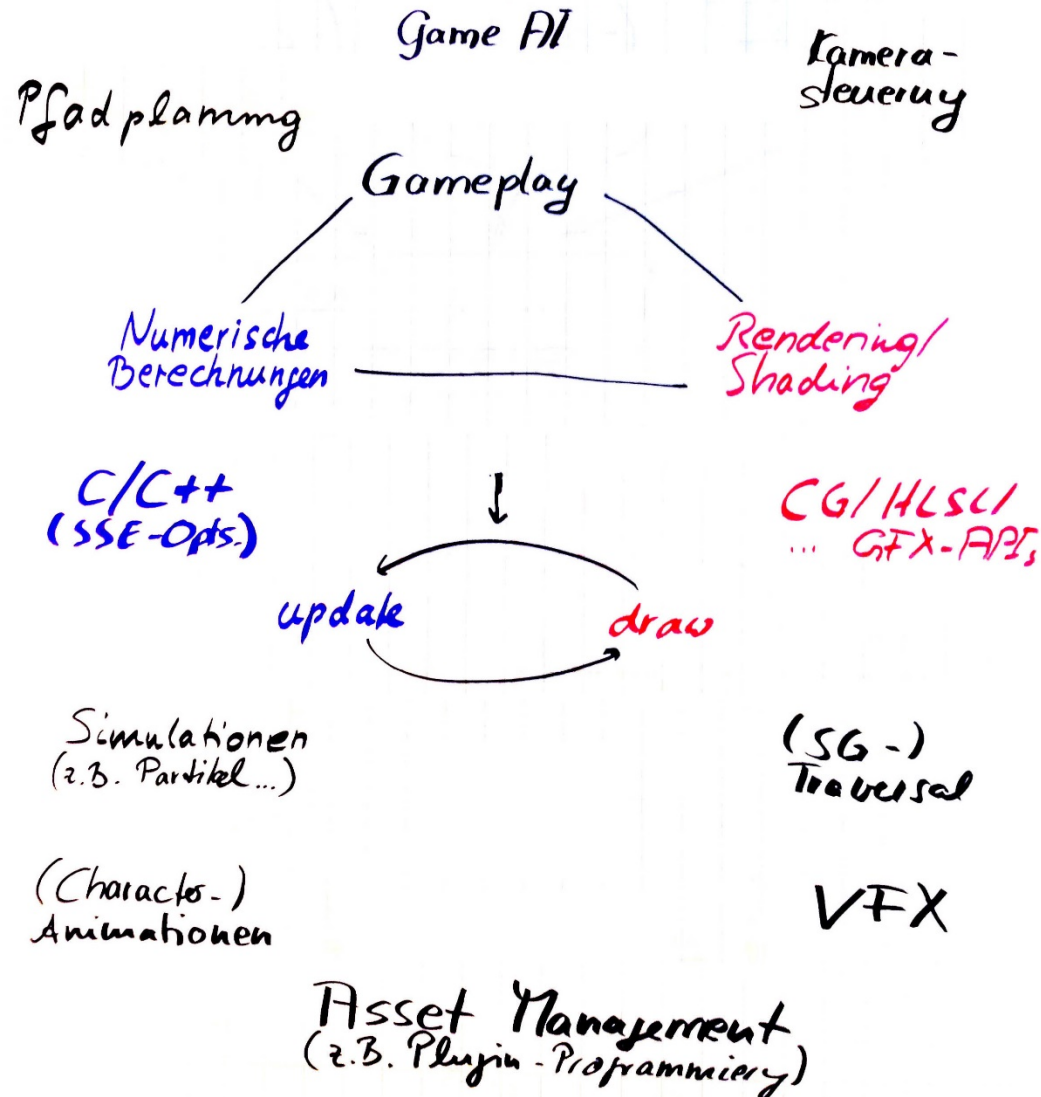 Game AI
Kamera-
steuerung
Pfadplanung
Gameplay
Numerische
Berechnungen
Rendering/
Shading
C/C++
(SSE-Opts.)
CG/HLSL/
... GFX-APIs
update
draw
Simulationen
(z.B. Partikel...)
(SG-)
Traversal
(Character-)
Animationen
VFX
Asset Management
(z.B. Plugin-Programmierung)